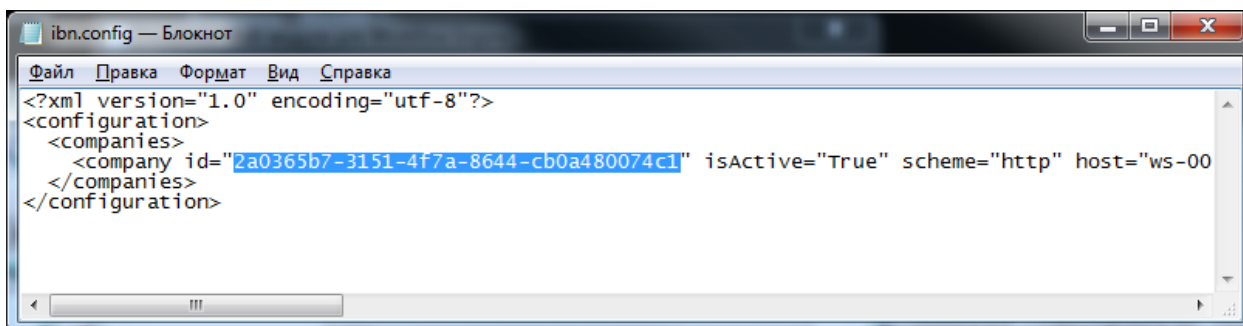 ibn.config — Блокнот
Файл Правка Формат Вид Справка
<?xml version="1.0" encoding="utf-8"?>
<configuration>
<companies>
<company id="2a0365b7-3151-4f7a-8644-cb0a480074c1" isActive="True" scheme="http" host="ws-00
</companies>
</configuration>